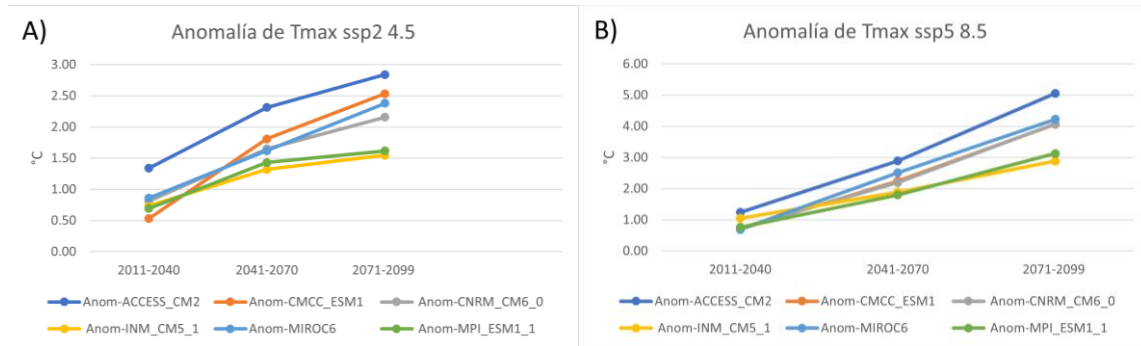 A)
Anomalía de Tmax ssp2 4.5
3.00
2.50
2.00
1.50
1.00
0.50
0.00
°C
2011-2040 2041-2070 2071-2099
Anom-ACCESS_CM2 Anom-CMCC_ESM1 Anom-CNRM_CM6_0
Anom-INM_CM5_1 Anom-MIROC6 Anom-MPI_ESM1_1
B)
Anomalía de Tmax ssp5 8.5
6.00
5.00
4.00
3.00
2.00
1.00
0.00
°C
2011-2040 2041-2070 2071-2099
Anom-ACCESS_CM2 Anom-CMCC_ESM1 Anom-CNRM_CM6_0
Anom-INM_CM5_1 Anom-MIROC6 Anom-MPI_ESM1_1